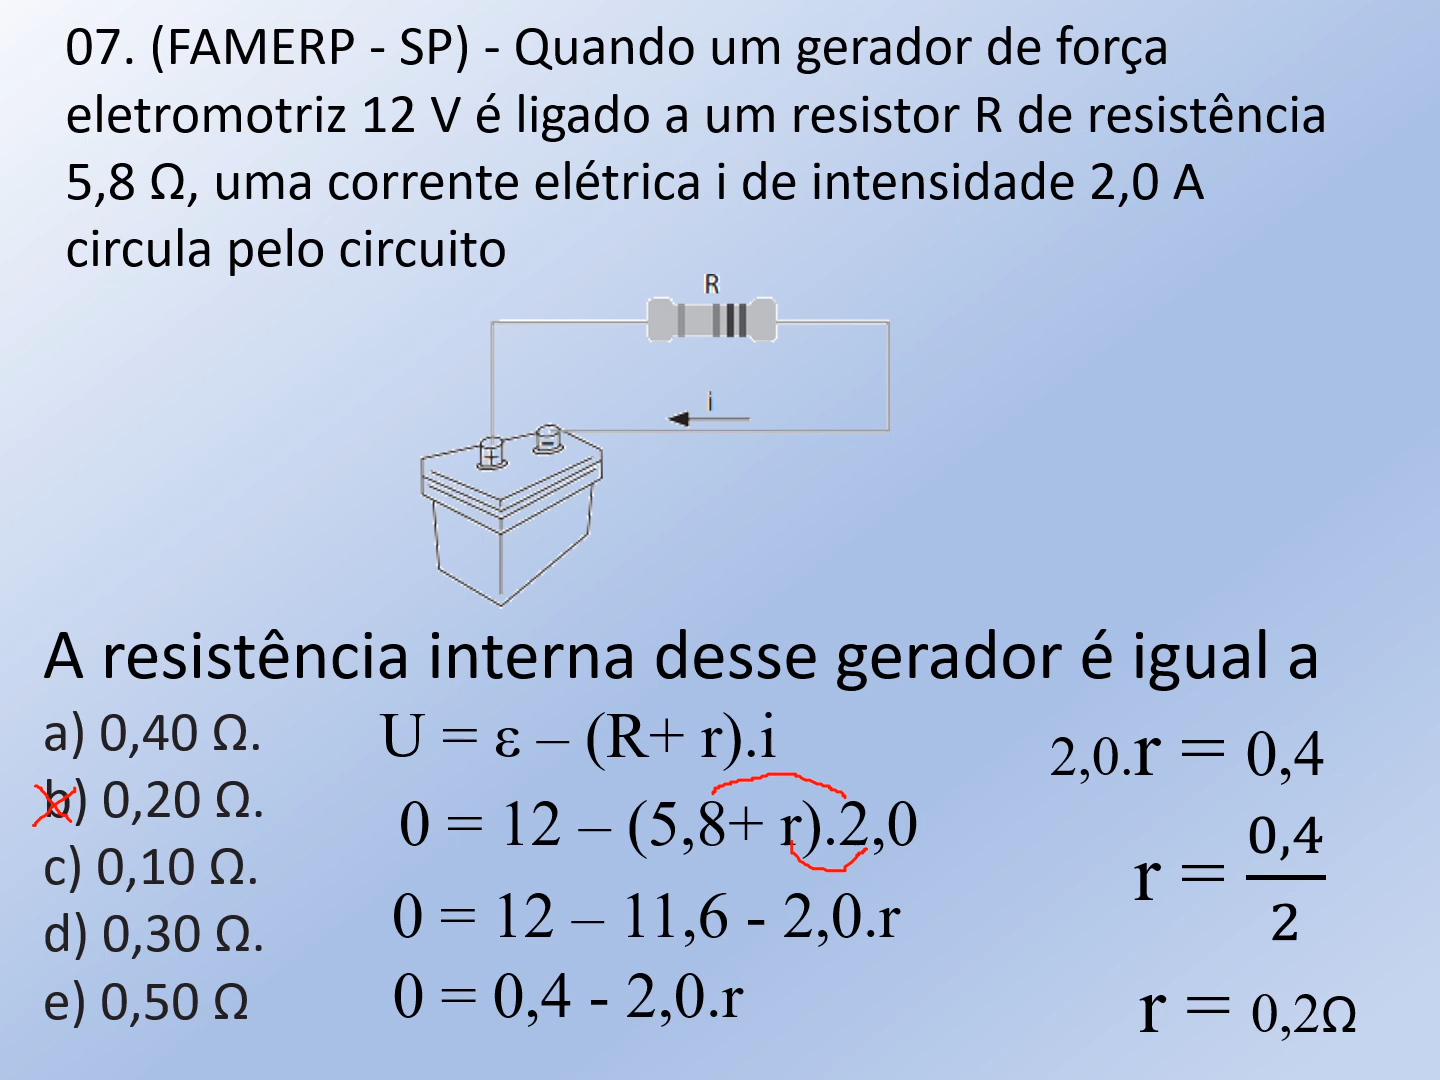 07. (FAMERP - SP) - Quando um gerador de força
eletromotriz 12 V é ligado a um resistor R de resistência
5,8 Ω, uma corrente elétrica i de intensidade 2,0 A
circula pelo circuito
R
i
+
-
A resistência interna desse gerador é igual a
a) 0,40 Ω.
b) 0,20 Ω.
c) 0,10 Ω.
d) 0,30 Ω.
e) 0,50 Ω
U = ε – (R+ r).i
0 = 12 – (5,8+ r).2,0
0 = 12 – 11,6 - 2,0.r
0 = 0,4 - 2,0.r
2,0.r = 0,4
r = 0,4/2
r = 0,2Ω